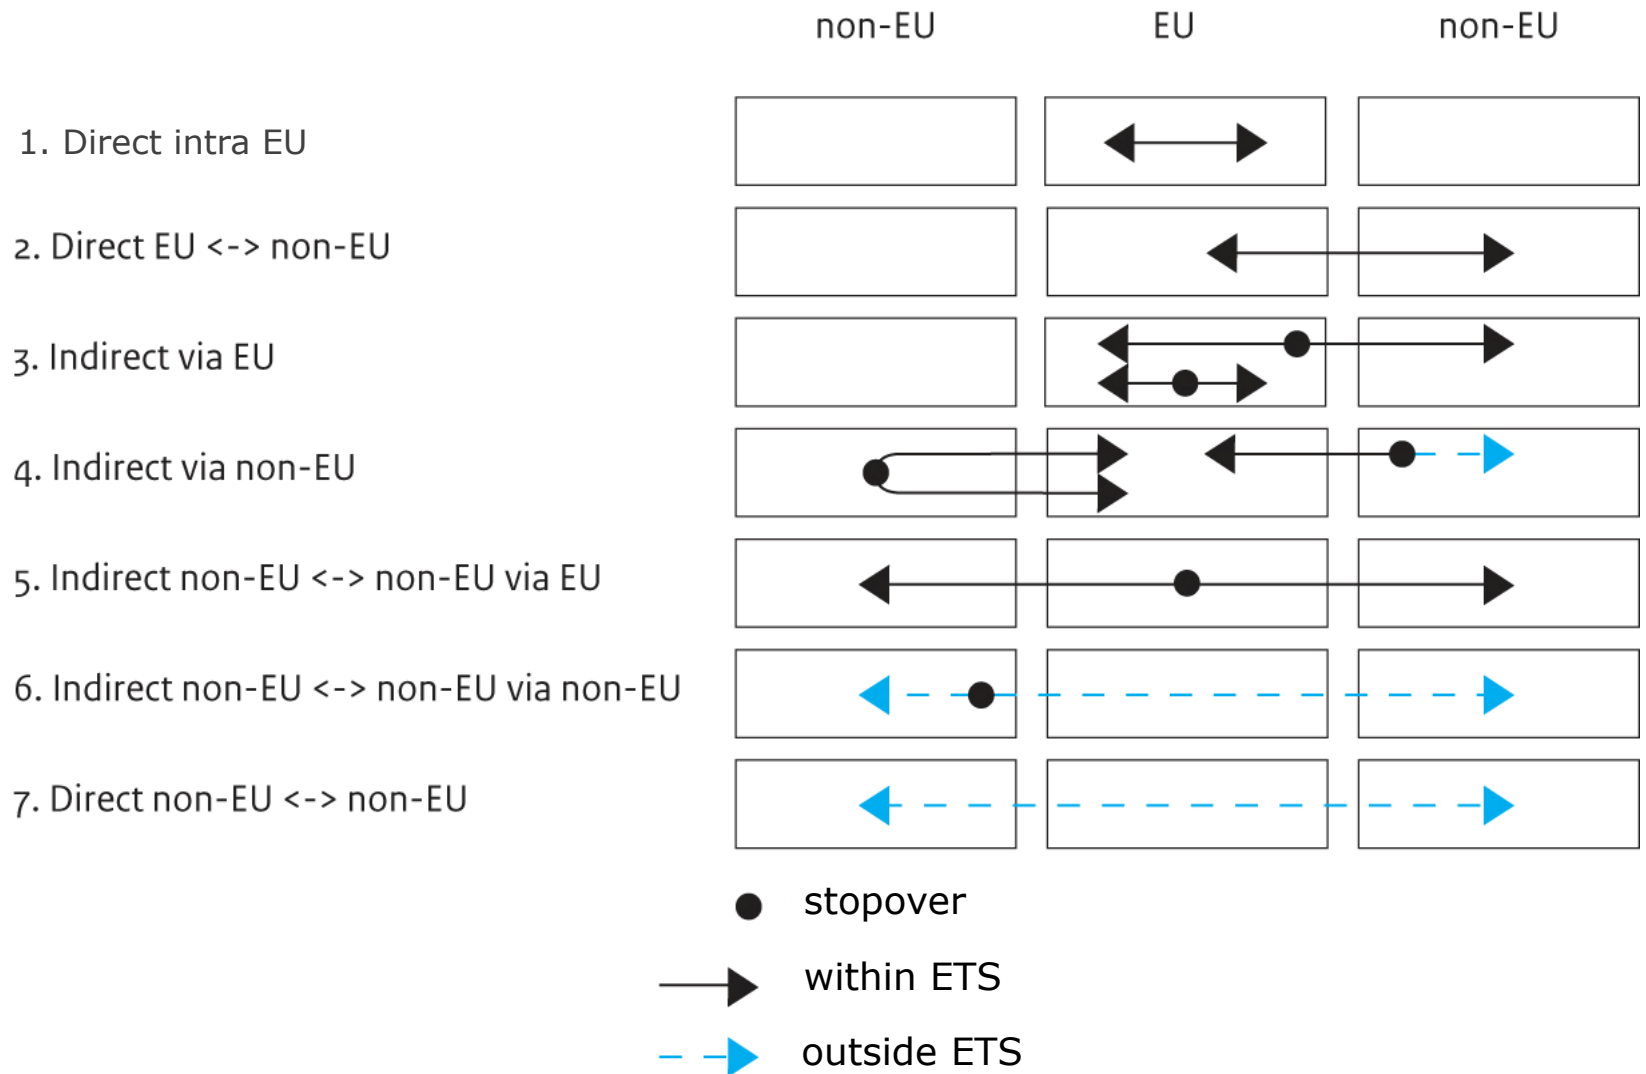 non-EU EU non-EU
1. Direct intra EU
2. Direct EU <-> non-EU
3. Indirect via EU
4. Indirect via non-EU
5. Indirect non-EU <-> non-EU via EU
6. Indirect non-EU <-> non-EU via non-EU
7. Direct non-EU <-> non-EU
stopover
within ETS
outside ETS